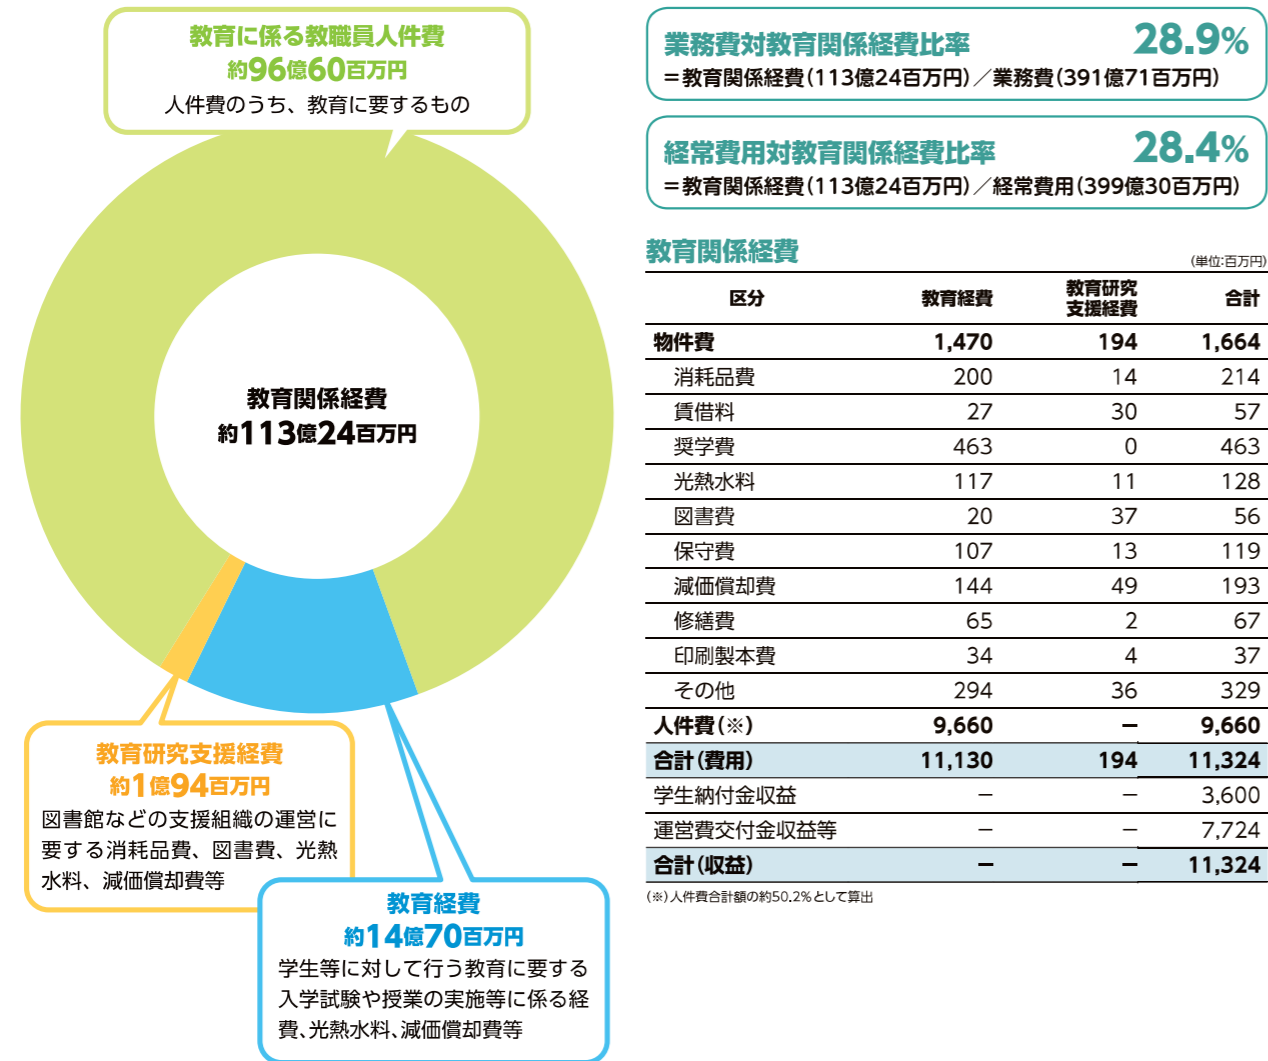 教育に係る教職員人件費
約96億60百万円
人件費のうち、教育に要するもの
教育関係経費
約113億24百万円
教育研究支援経費
約1億94百万円
図書館などの支援組織の運営に
要する消耗品費、図書費、光熱
水料、減価償却費等
教育経費
約14億70百万円
学生等に対して行う教育に要する
入学試験や授業の実施等に係る経
費、光熱水料、減価償却費等
業務費対教育関係経費比率 28.9%
＝教育関係経費（113億24百万円）／業務費（391億71百万円）
経常費用対教育関係経費比率 28.4%
＝教育関係経費（113億24百万円）／経常費用（399億30百万円）
教育関係経費 （単位:百万円）
区分 教育経費 教育研究 合計
支援経費
物件費 1,470 194 1,664
消耗品費 200 14 214
賃借料 27 30 57
奨学費 463 0 463
光熱水料 117 11 128
図書費 20 37 56
保守費 107 13 119
減価償却費 144 49 193
修繕費 65 2 67
印刷製本費 34 4 37
その他 294 36 329
人件費（※） 9,660 － 9,660
合計（費用） 11,130 194 11,324
学生納付金収益 － － 3,600
運営費交付金収益等 － － 7,724
合計（収益） － － 11,324
（※）人件費合計額の約50.2％として算出